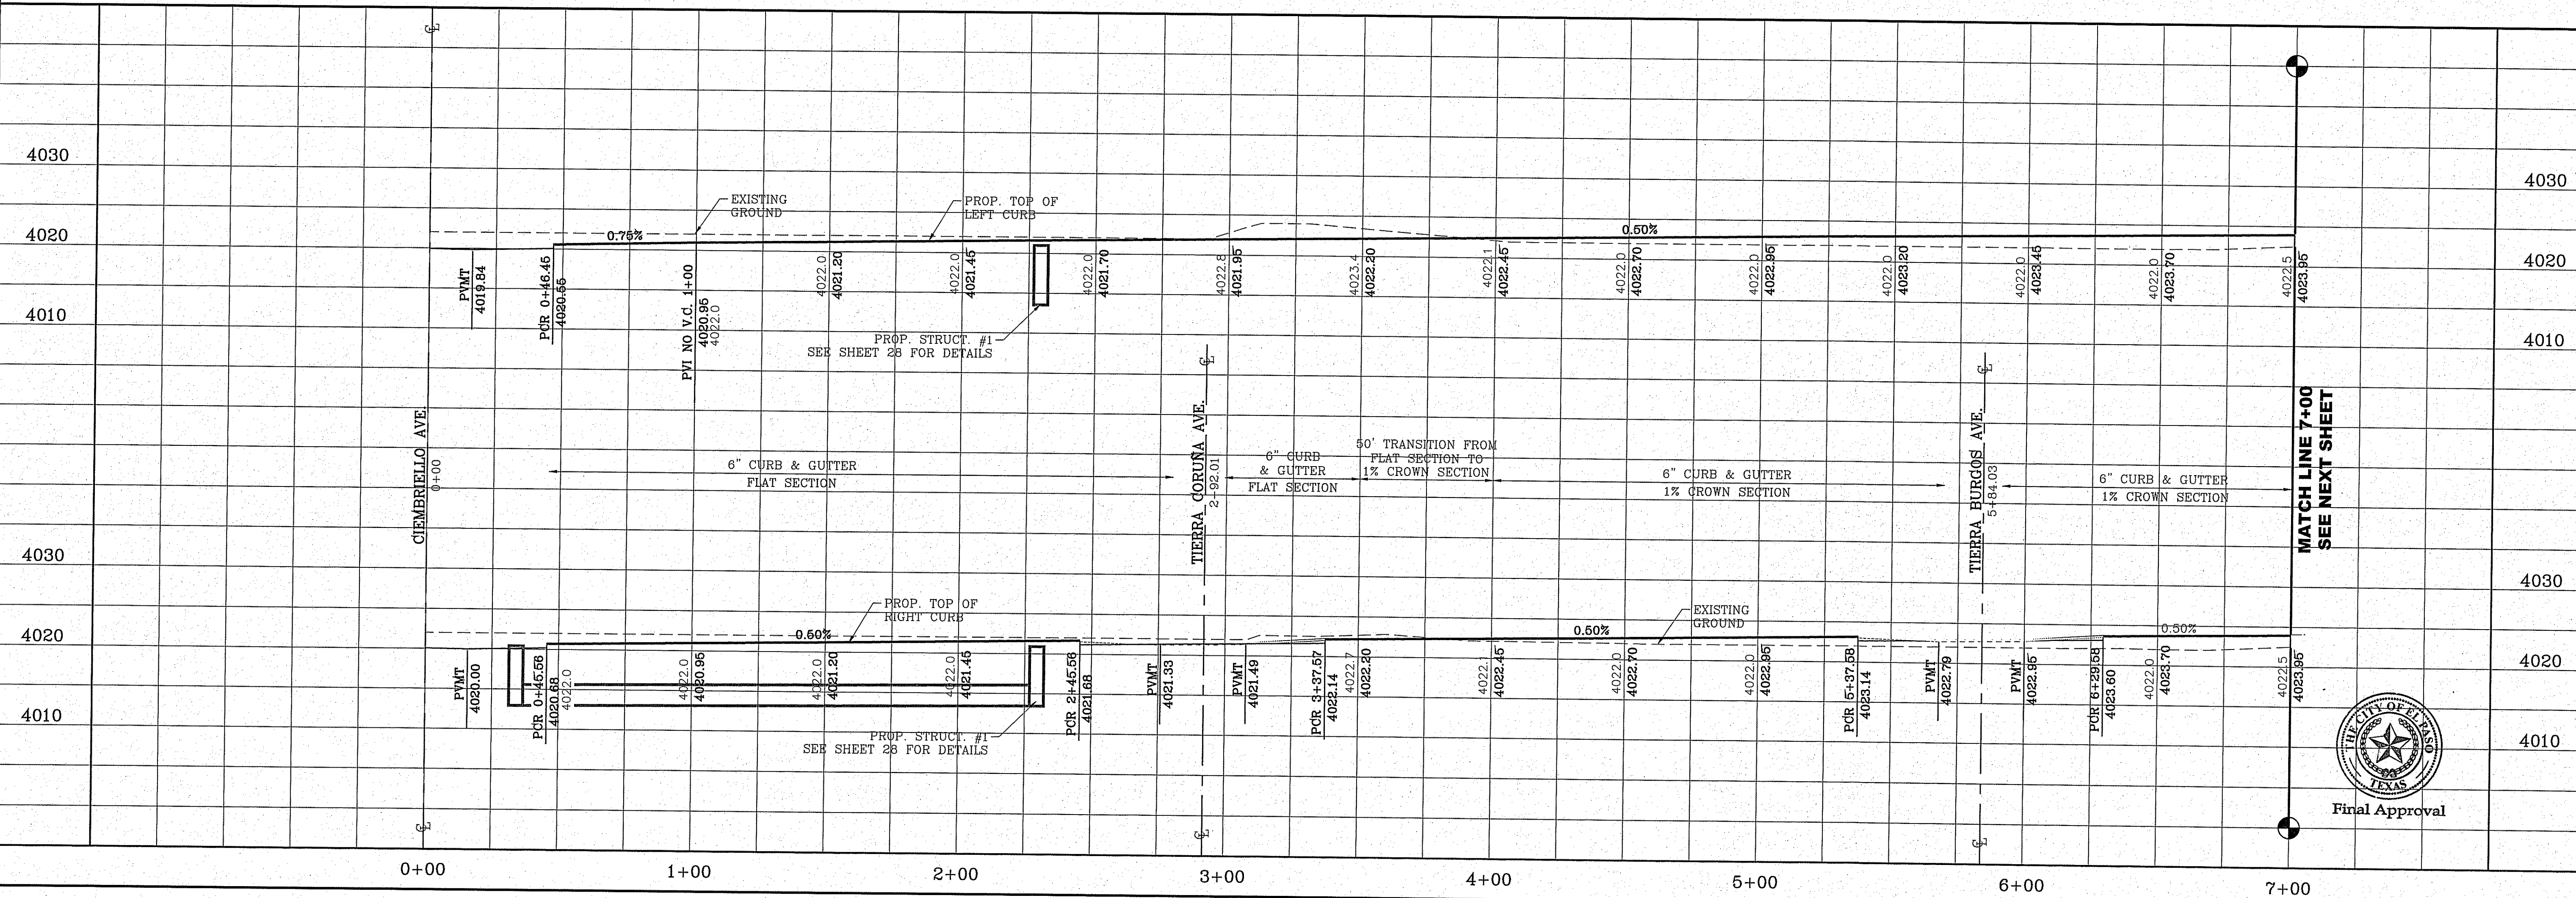 4030
4020
4010
4030
4020
4010
EXISTING
GROUND
PROP. TOP OF
LEFT CURB
0.75%
0.50%
PVMT
4019.84
PCR 0+46.45
4020.55
PVI NO V.C. 1+00
4020.95
4022.0
4022.0
4021.20
4022.0
4021.45
4022.0
4021.70
4022.8
4021.95
4023.4
4022.20
4022.1
4022.45
4022.0
4022.70
4022.0
4022.95
4022.0
4023.20
4022.0
4023.45
4022.0
4023.70
4022.5
4023.95
PROP. STRUCT. #1
SEE SHEET 28 FOR DETAILS
CIEMBRIELLO AVE.
0+00
6" CURB & GUTTER
FLAT SECTION
TIERRA CORUNA AVE.
2-92.01
6" CURB
& GUTTER
FLAT SECTION
50' TRANSITION FROM
FLAT SECTION TO
1% CROWN SECTION
6" CURB & GUTTER
1% CROWN SECTION
TIERRA BURGOS AVE.
5+84.03
6" CURB & GUTTER
1% CROWN SECTION
MATCH LINE 7+00
SEE NEXT SHEET
4030
4020
4010
4030
4020
4010
PROP. TOP OF
RIGHT CURB
EXISTING
GROUND
0.50%
0.50%
0.50%
PVMT
4020.00
PCR 0+45.56
4020.68
4022.0
4022.0
4020.95
4022.0
4021.20
4022.0
4021.45
PCR 2+45.56
4021.68
PVMT
4021.33
PVMT
4021.49
PCR 3+37.57
4022.14
4022.7
4022.20
4022.45
4022.0
4022.70
4022.0
4022.95
PCR 5+37.58
4023.14
PVMT
4022.79
PVMT
4022.95
PCR 6+29.58
4023.60
4022.0
4023.70
4022.5
4023.95
PROP. STRUCT. #1
SEE SHEET 28 FOR DETAILS
THE CITY OF EL PASO
TEXAS
Final Approval
0+00
1+00
2+00
3+00
4+00
5+00
6+00
7+00